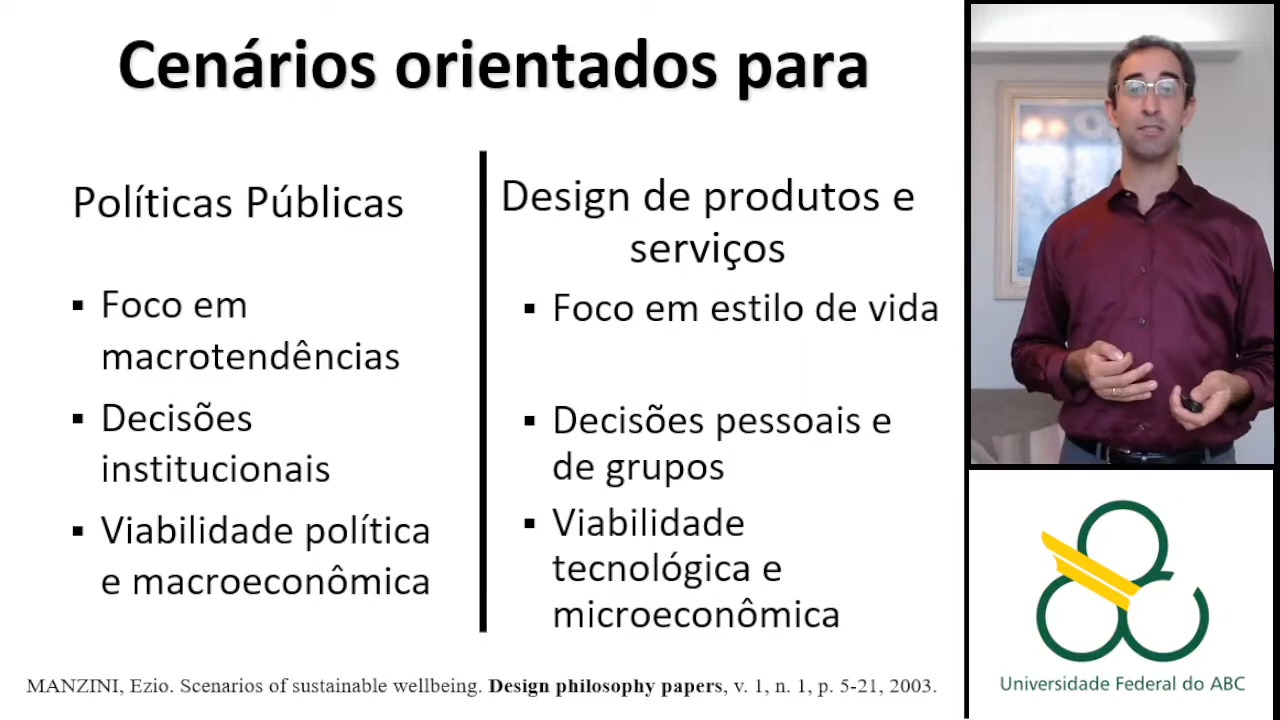 Cenários orientados para
Políticas Públicas
▪ Foco em
macrotendências
▪ Decisões
institucionais
▪ Viabilidade política
e macroeconômica
Design de produtos e
serviços
▪ Foco em estilo de vida
▪ Decisões pessoais e
de grupos
▪ Viabilidade
tecnológica e
microeconômica
MANZINI, Ezio. Scenarios of sustainable wellbeing. Design philosophy papers, v. 1, n. 1, p. 5-21, 2003.
Universidade Federal do ABC